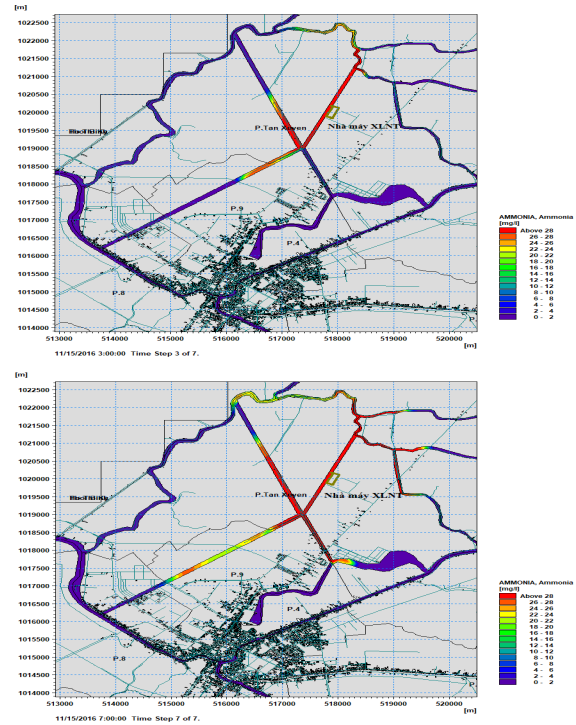 [m]
1022500
1022000
1021500
1021000
1020500
1020000
1019500
1019000
1018500
1018000
1017500
1017000
1016500
1016000
1015500
1015000
1014500
1014000
P.Tan Xuyen
Nhà máy XLNT
P.9
P.4
P.8
P.
AMMONIA, Ammonia
[mg/l]
Above 28
26 - 28
24 - 26
22 - 24
20 - 22
18 - 20
16 - 18
14 - 16
12 - 14
10 - 12
8 - 10
6 - 8
4 - 6
2 - 4
0 - 2
513000 514000 515000 516000 517000 518000 519000 520000
[m]
11/15/2016 3:00:00 Time Step 3 of 7.
[m]
1022500
1022000
1021500
1021000
1020500
1020000
1019500
1019000
1018500
1018000
1017500
1017000
1016500
1016000
1015500
1015000
1014500
1014000
P.Tan Xuyen
Nhà máy XLNT
P.9
P.4
P.8
P.
AMMONIA, Ammonia
[mg/l]
Above 28
26 - 28
24 - 26
22 - 24
20 - 22
18 - 20
16 - 18
14 - 16
12 - 14
10 - 12
8 - 10
6 - 8
4 - 6
2 - 4
0 - 2
513000 514000 515000 516000 517000 518000 519000 520000
[m]
11/15/2016 7:00:00 Time Step 7 of 7.